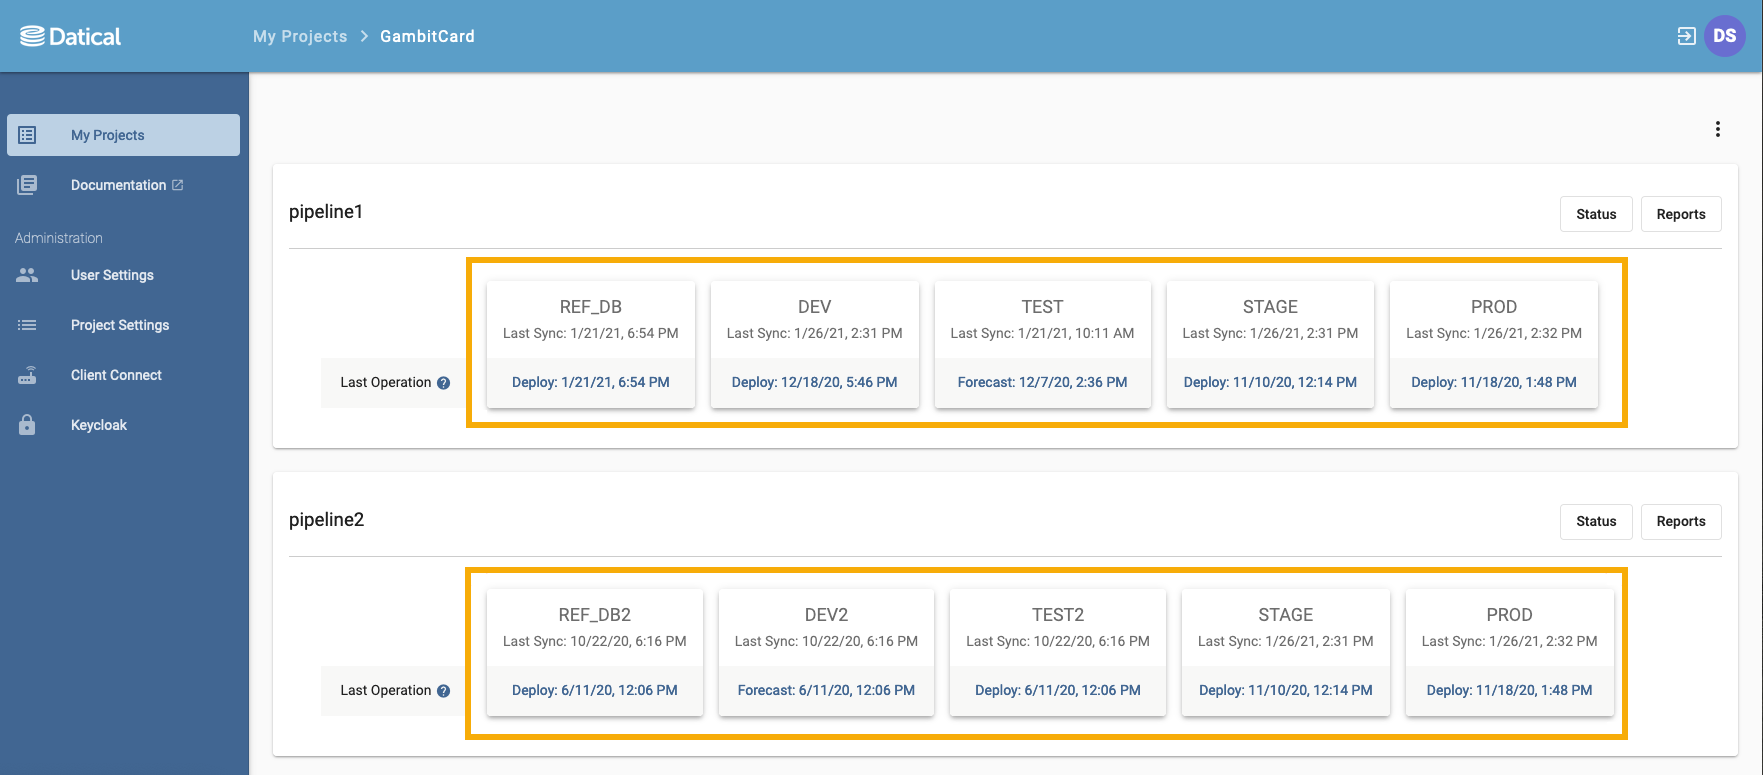 Datical
My Projects > GambitCard
DS
My Projects
Documentation
Administration
User Settings
Project Settings
Client Connect
Keycloak
pipeline1
Status
Reports
REF_DB
Last Sync: 1/21/21, 6:54 PM
DEV
Last Sync: 1/26/21, 2:31 PM
TEST
Last Sync: 1/21/21, 10:11 AM
STAGE
Last Sync: 1/26/21, 2:31 PM
PROD
Last Sync: 1/26/21, 2:32 PM
Last Operation ?
Deploy: 1/21/21, 6:54 PM
Deploy: 12/18/20, 5:46 PM
Forecast: 12/7/20, 2:36 PM
Deploy: 11/10/20, 12:14 PM
Deploy: 11/18/20, 1:48 PM
pipeline2
Status
Reports
REF_DB2
Last Sync: 10/22/20, 6:16 PM
DEV2
Last Sync: 10/22/20, 6:16 PM
TEST2
Last Sync: 10/22/20, 6:16 PM
STAGE
Last Sync: 1/26/21, 2:31 PM
PROD
Last Sync: 1/26/21, 2:32 PM
Last Operation ?
Deploy: 6/11/20, 12:06 PM
Forecast: 6/11/20, 12:06 PM
Deploy: 6/11/20, 12:06 PM
Deploy: 11/10/20, 12:14 PM
Deploy: 11/18/20, 1:48 PM